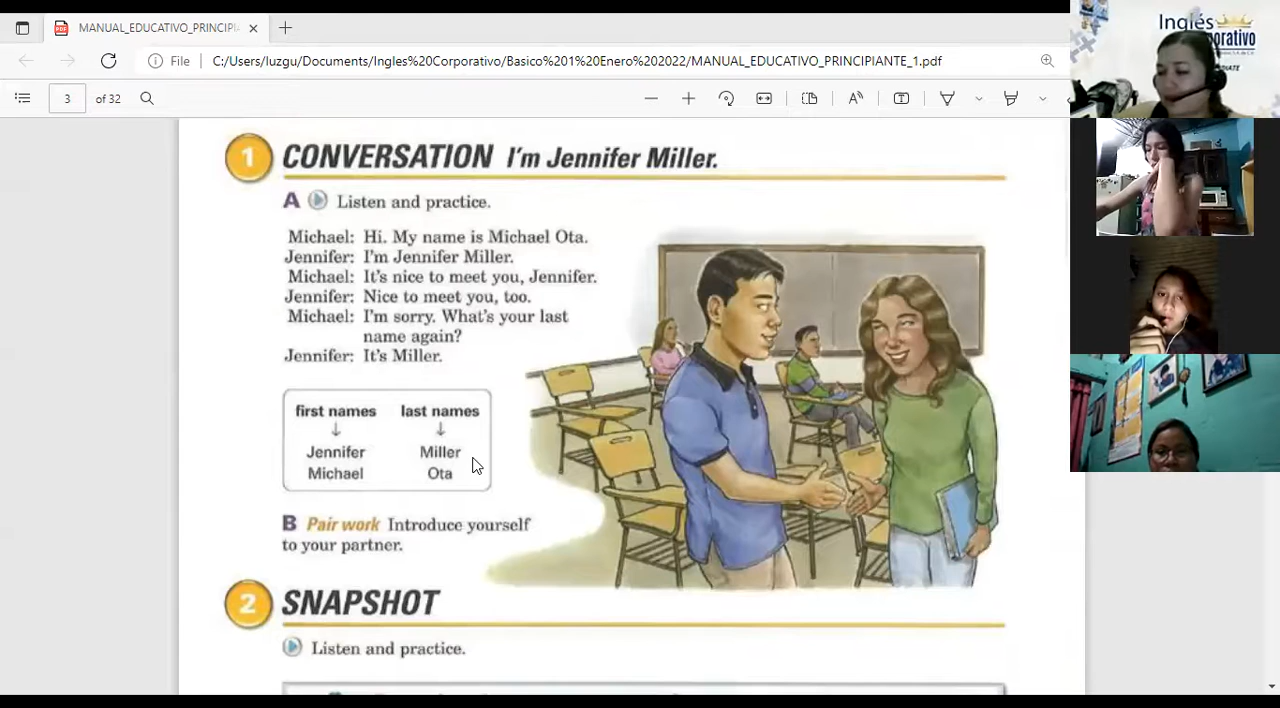 MANUAL_EDUCATIVO_PRINCIPI
File C:/Users/luzgu/Documents/Ingles%20Corporativo/Basico%201%20Enero%202022/MANUAL_EDUCATIVO_PRINCIPIANTE_1.pdf
3 of 32
1 CONVERSATION I'm Jennifer Miller.
A Listen and practice.
Michael: Hi. My name is Michael Ota.
Jennifer: I'm Jennifer Miller.
Michael: It's nice to meet you, Jennifer.
Jennifer: Nice to meet you, too.
Michael: I'm sorry. What's your last
name again?
Jennifer: It's Miller.
first names last names
↓ ↓
Jennifer Miller
Michael Ota
B Pair work Introduce yourself
to your partner.
2 SNAPSHOT
Listen and practice.
Inglés
porativo